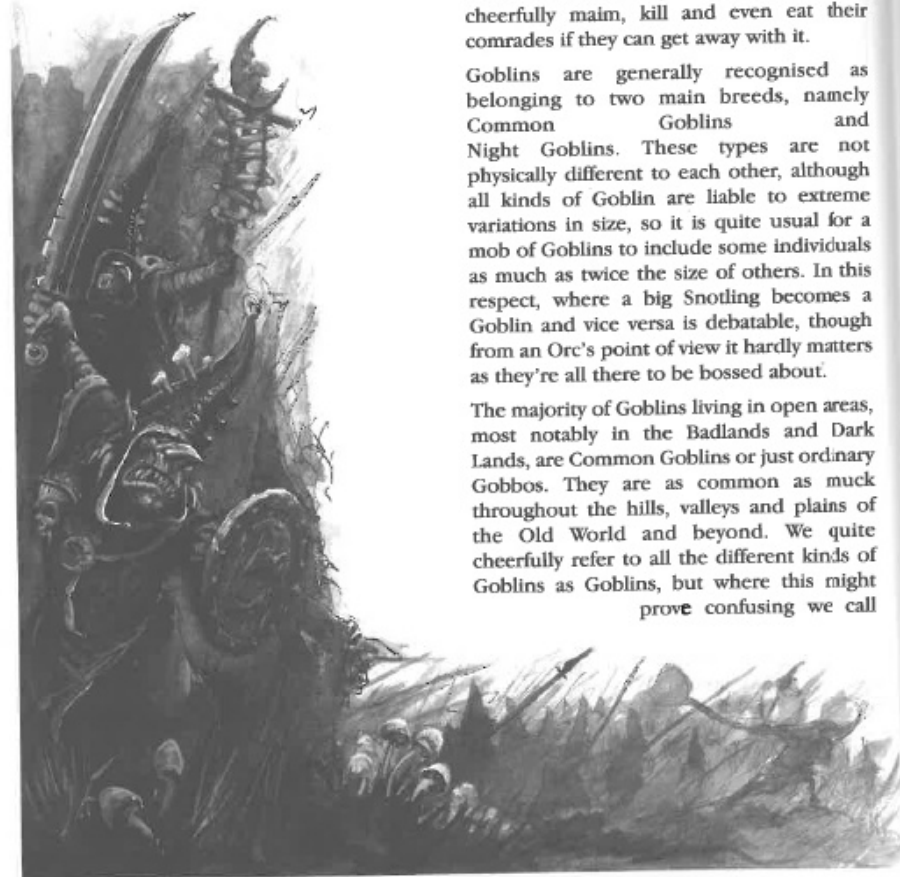 cheerfully maim, kill and even eat their
comrades if they can get away with it.
Goblins are generally recognised as
belonging to two main breeds, namely
Common Goblins and
Night Goblins. These types are not
physically different to each other, although
all kinds of Goblin are liable to extreme
variations in size, so it is quite usual for a
mob of Goblins to include some individuals
as much as twice the size of others. In this
respect, where a big Snotling becomes a
Goblin and vice versa is debatable, though
from an Orc's point of view it hardly matters
as they're all there to be bossed about.
The majority of Goblins living in open areas,
most notably in the Badlands and Dark
Lands, are Common Goblins or just ordinary
Gobbos. They are as common as muck
throughout the hills, valleys and plains of
the Old World and beyond. We quite
cheerfully refer to all the different kinds of
Goblins as Goblins, but where this might
prove confusing we call